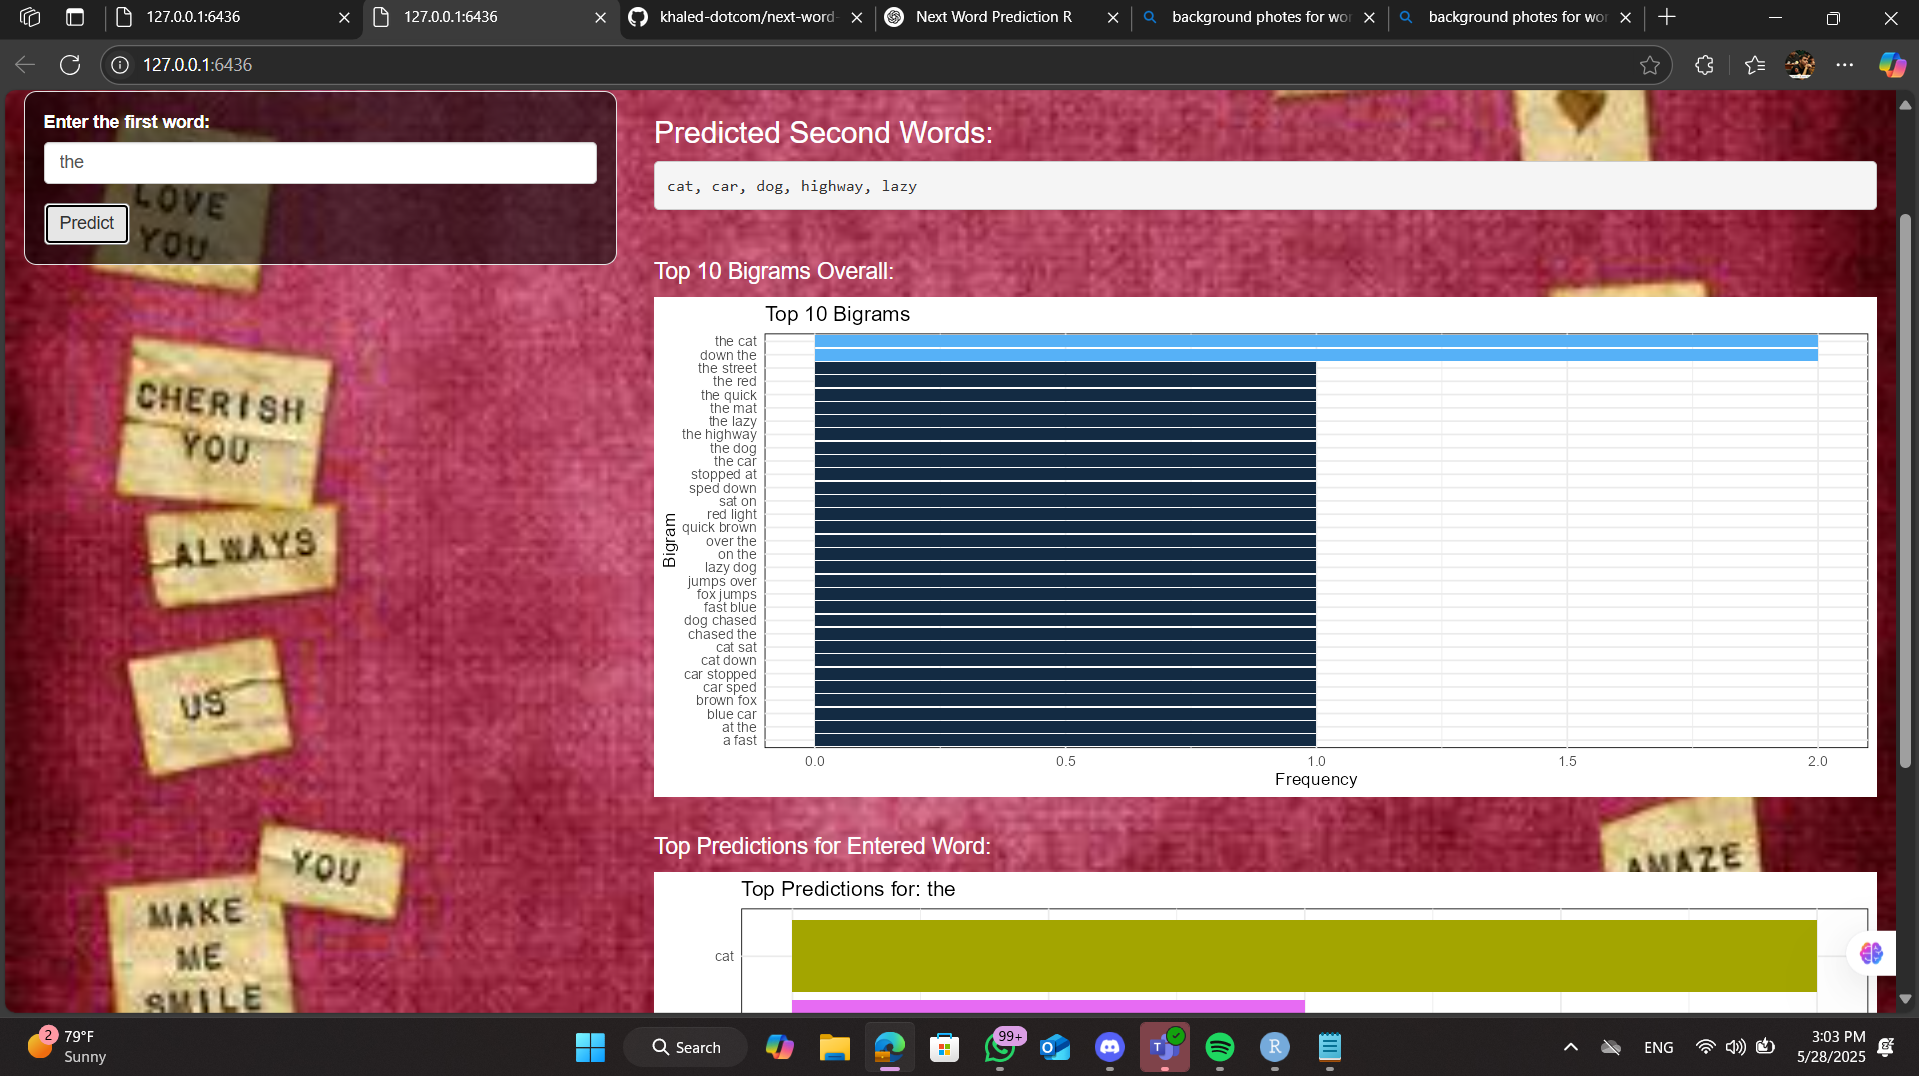 127.0.0.1:6436
127.0.0.1:6436
khaled-dotcom/next-word-
Next Word Prediction R
background photes for wor
background photes for wor
127.0.0.1:6436
Enter the first word:
the
Predict
LOVE
YOU
CHERISH
YOU
ALWAYS
US
YOU
MAKE
ME
SMILE
Predicted Second Words:
cat, car, dog, highway, lazy
Top 10 Bigrams Overall:
Top 10 Bigrams
the cat
down the
the street
the red
the quick
the mat
the lazy
the highway
the dog
the car
stopped at
sped down
sat on
red light
quick brown
over the
on the
lazy dog
jumps over
fox jumps
fast blue
dog chased
chased the
cat sat
cat down
car stopped
car sped
brown fox
blue car
at the
a fast
Bigram
0.0 0.5 1.0 1.5 2.0
Frequency
AMAZE
Top Predictions for Entered Word:
Top Predictions for: the
cat
2
79°F
Sunny
Search
99+
ENG
3:03 PM
5/28/2025